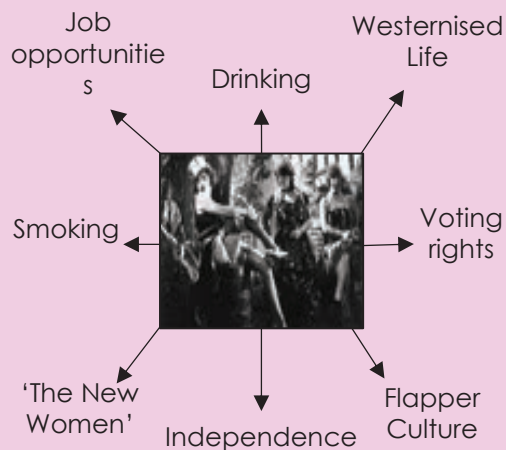 Job
opportunitie
s
Drinking
Westernised
Life
Smoking
Voting
rights
‘The New
Women’
Independence
Flapper
Culture